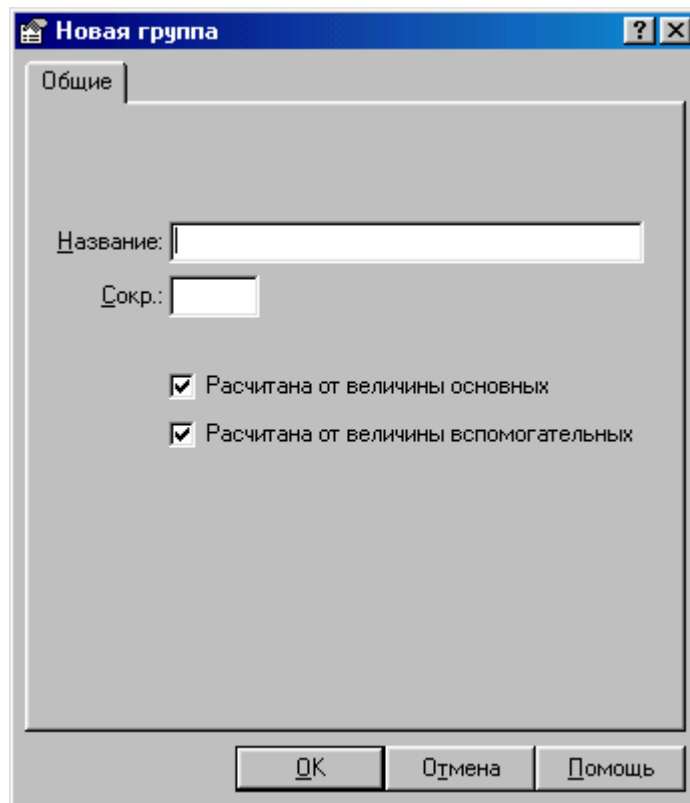 Новая группа
Общие
Название:
Сокр.:
Расчитана от величины основных
Расчитана от величины вспомогательных
OK Отмена Помощь